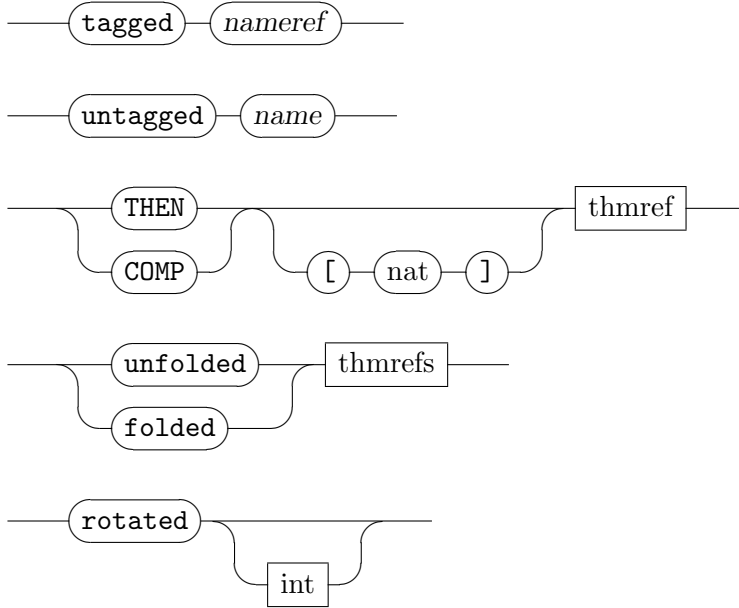 tagged nameref
untagged name
THEN thmref
COMP [ nat ]
unfolded thmrefs
folded
rotated
int